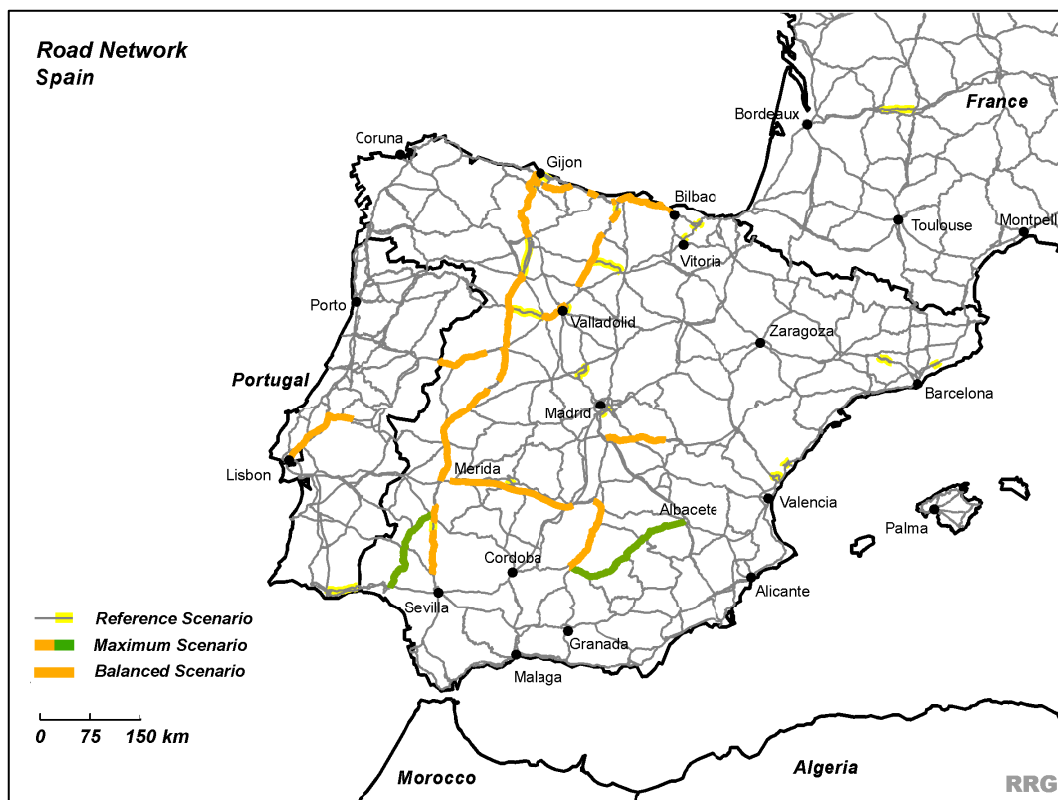 Road Network
Spain
France
Bordeaux
Coruna
Gijon
Bilbac
Toulouse
Montpell
Vitoria
Porto
Valladolid
Zaragoza
Portugal
Barcelona
Madrid
Lisbon
Merida
Valencia
Albacete
Palma
Cordoba
Alicante
Sevilla
Granada
Malaga
Reference Scenario
Maximum Scenario
Balanced Scenario
0 75 150 km
Morocco
Algeria
RRG